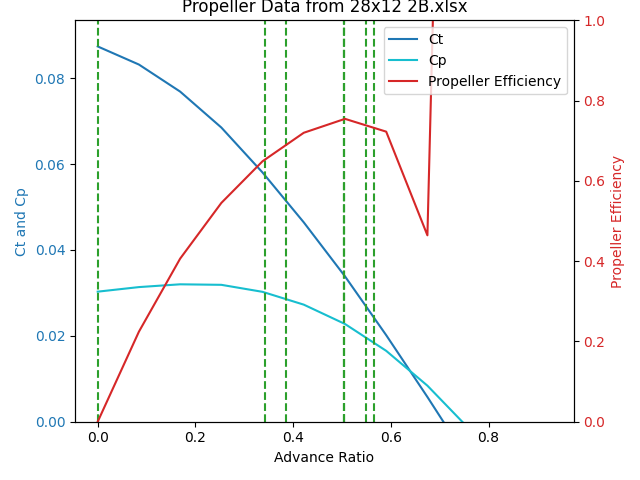 Propeller Data from 28x12 2B.xlsx
Ct
Cp
Propeller Efficiency
Ct and Cp
0.08
0.06
0.04
0.02
0.00
1.0
0.8
0.6
0.4
0.2
0.0
Propeller Efficiency
0.0 0.2 0.4 0.6 0.8
Advance Ratio